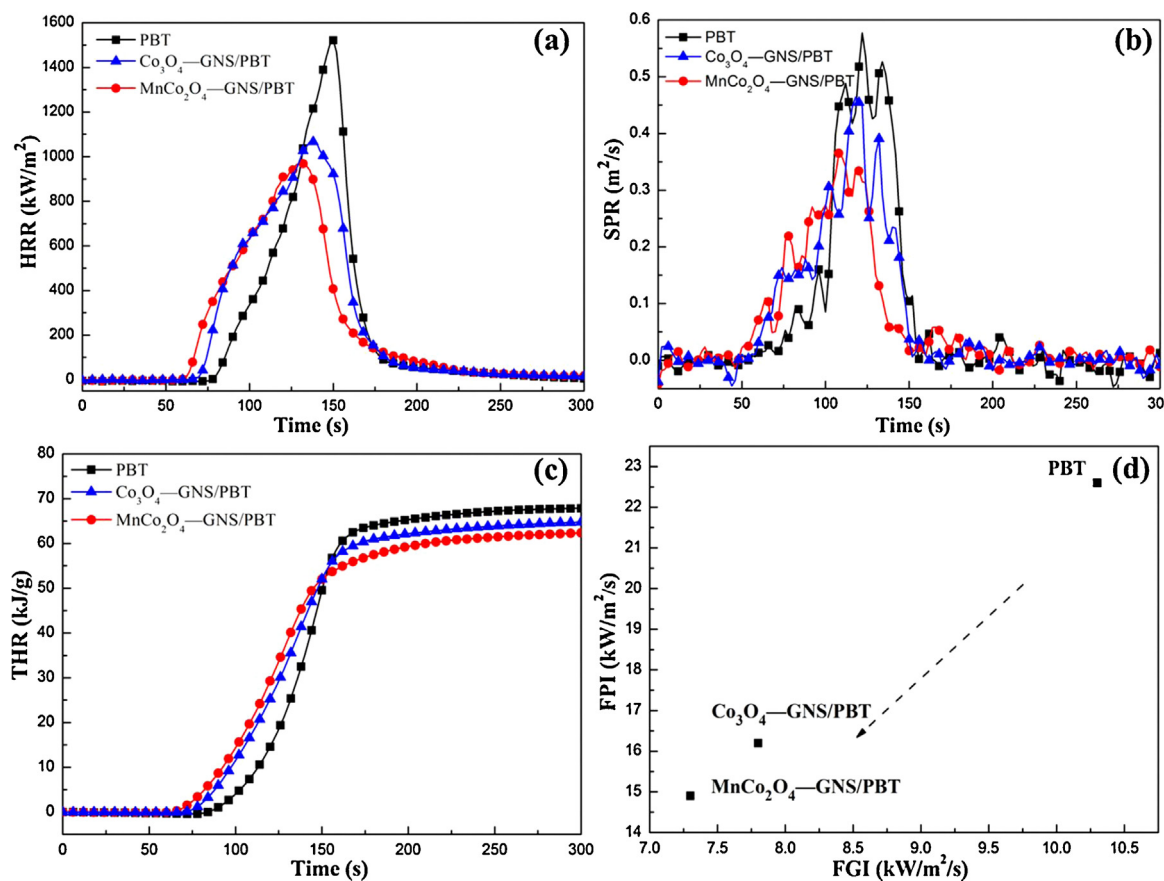 (a)
PBT
Co₃O₄—GNS/PBT
MnCo₂O₄—GNS/PBT
HRR (kW/m²)
1600
1400
1200
1000
800
600
400
200
0
0 50 100 150 200 250 300
Time (s)
(b)
PBT
Co₃O₄—GNS/PBT
MnCo₂O₄—GNS/PBT
SPR (m²/s)
0.6
0.5
0.4
0.3
0.2
0.1
0.0
0 50 100 150 200 250 30
Time (s)
(c)
PBT
Co₃O₄—GNS/PBT
MnCo₂O₄—GNS/PBT
THR (kJ/g)
80
70
60
50
40
30
20
10
0
0 50 100 150 200 250 300
Time (s)
(d)
PBT
Co₃O₄—GNS/PBT
MnCo₂O₄—GNS/PBT
FPI (kW/m²/s)
23
22
21
20
19
18
17
16
15
14
7.0 7.5 8.0 8.5 9.0 9.5 10.0 10.5
FGI (kW/m²/s)